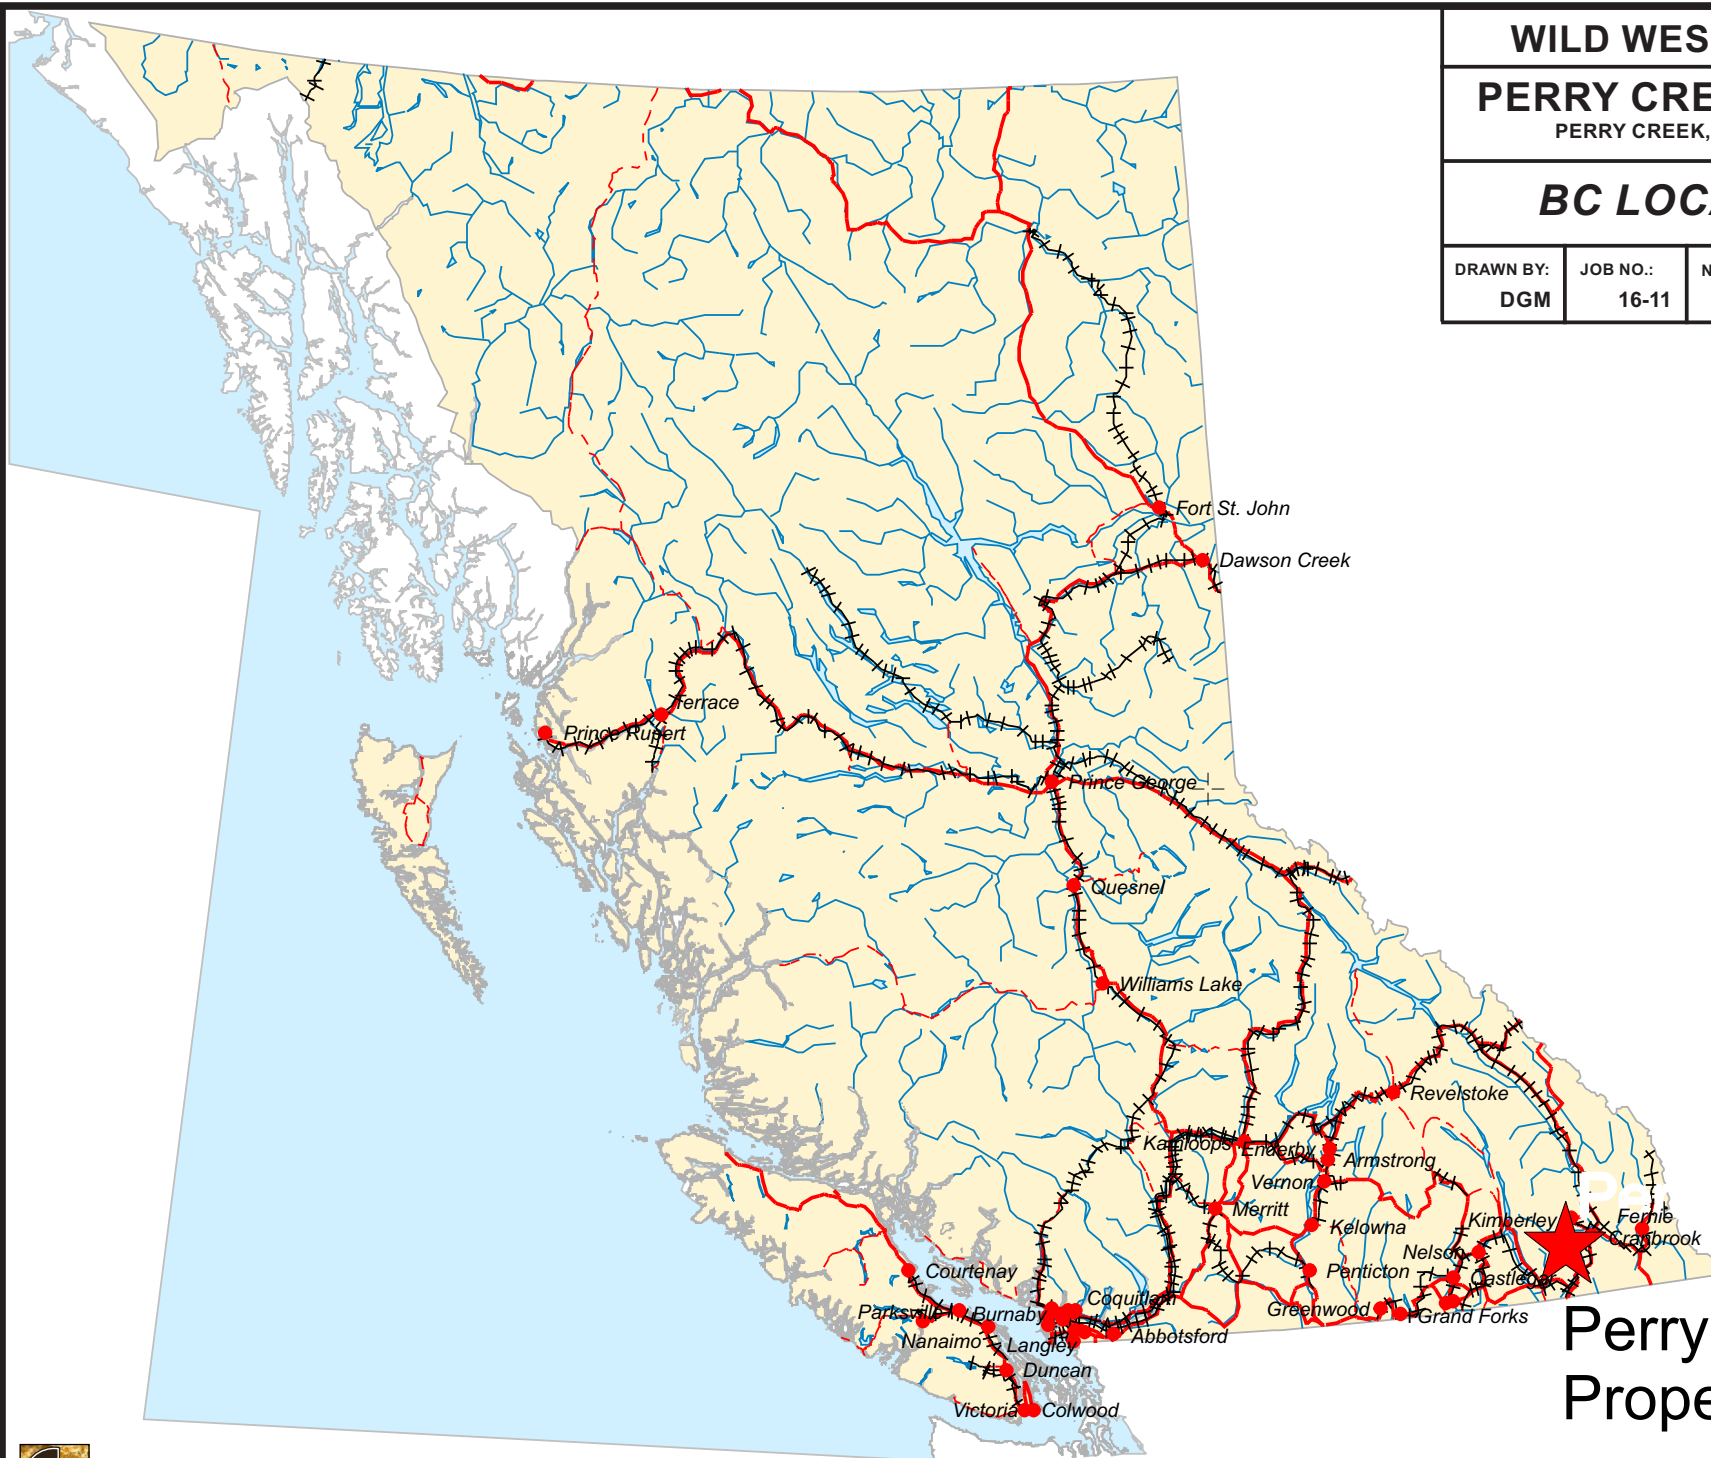 WILD WES
PERRY CRE
PERRY CREEK,
BC LOC
DRAWN BY:
DGM
JOB NO.:
16-11
N
Fort St. John
Dawson Creek
Terrace
Prince Rupert
Prince George
Quesnel
Williams Lake
Revelstoke
Kamloops
Enderby
Armstrong
Vernon
Merritt
Kelowna
Pe
Kimberley
Fernie
Cranbrook
Nelson
Penticton
Castlegar
Courtenay
Coquitlam
Greenwood
Grand Forks
Parksville
Burnaby
Nanaimo
Langley
Abbotsford
Duncan
Victoria
Colwood
Perry
Prope